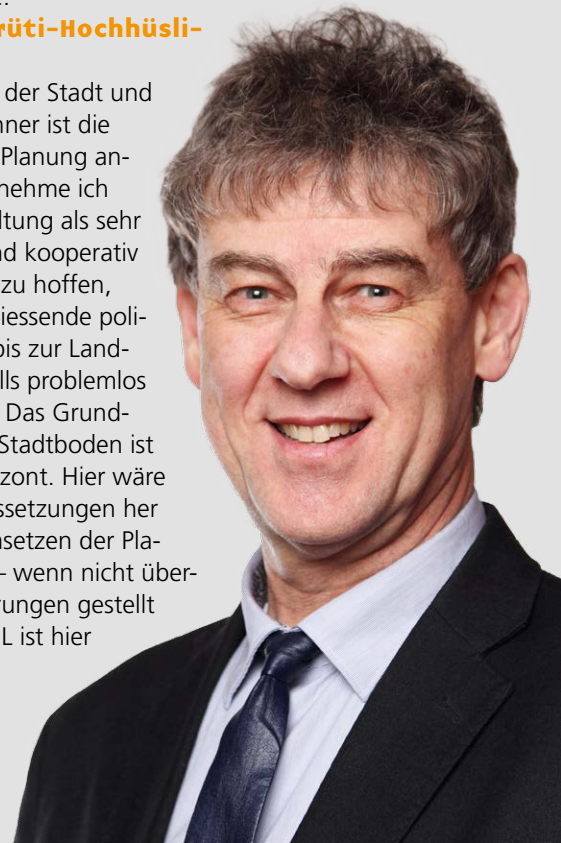 rüti-Hochhüsli-
der Stadt und
ner ist die
Planung an-
nehme ich
ltung als sehr
nd kooperativ
zu hoffen,
iessende poli-
bis zur Land-
lls problemlos
Das Grund-
Stadtboden ist
zont. Hier wäre
ssetzungen her
setzen der Pla-
– wenn nicht über-
rungen gestellt
L ist hier